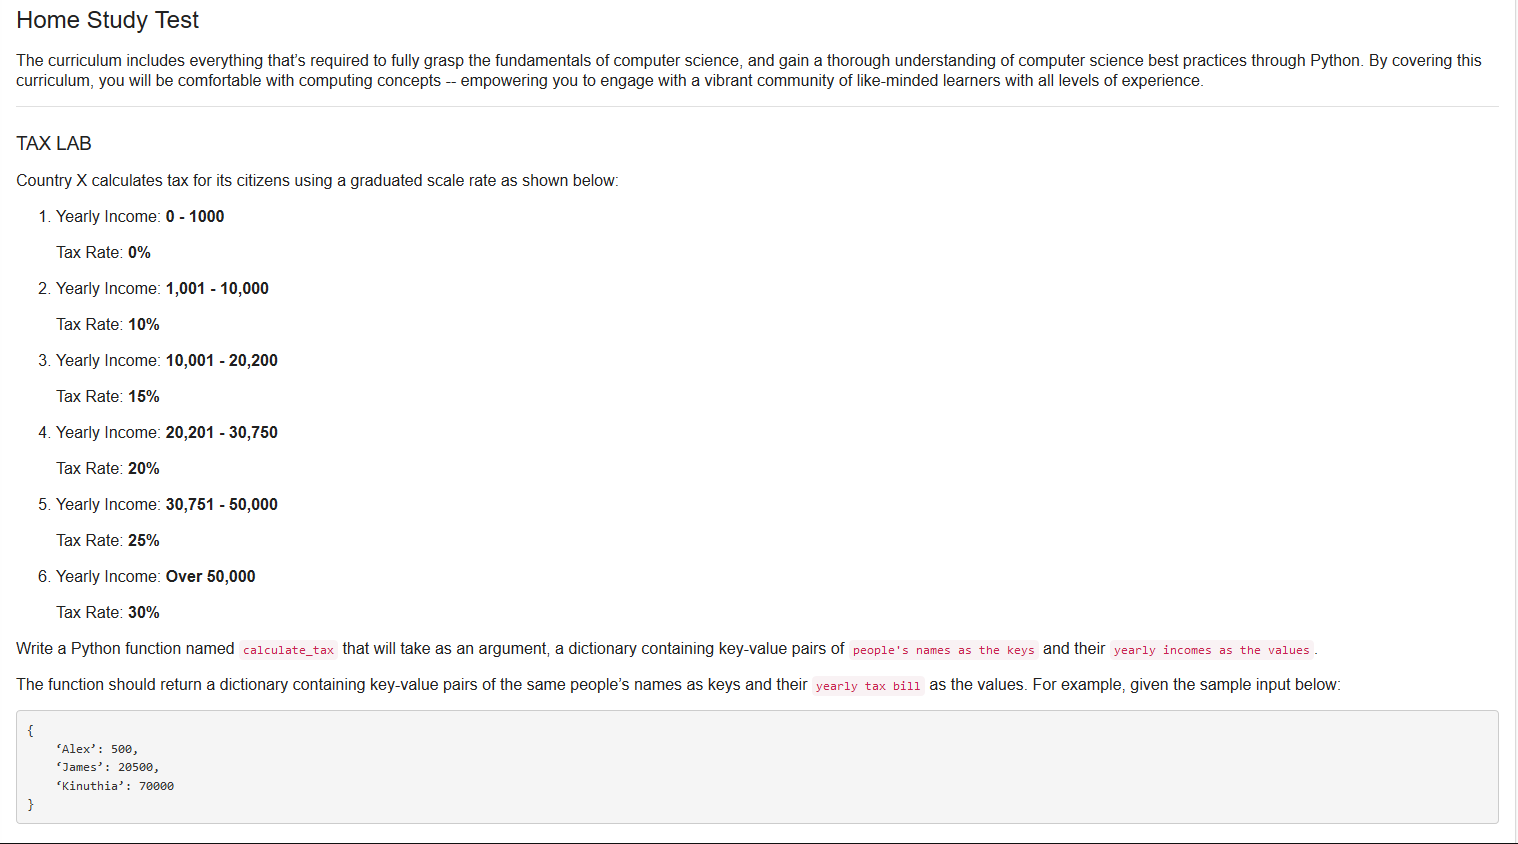 Home Study Test
The curriculum includes everything that’s required to fully grasp the fundamentals of computer science, and gain a thorough understanding of computer science best practices through Python. By covering this
curriculum, you will be comfortable with computing concepts -- empowering you to engage with a vibrant community of like-minded learners with all levels of experience.
TAX LAB
Country X calculates tax for its citizens using a graduated scale rate as shown below:
1. Yearly Income: 0 - 1000
Tax Rate: 0%
2. Yearly Income: 1,001 - 10,000
Tax Rate: 10%
3. Yearly Income: 10,001 - 20,200
Tax Rate: 15%
4. Yearly Income: 20,201 - 30,750
Tax Rate: 20%
5. Yearly Income: 30,751 - 50,000
Tax Rate: 25%
6. Yearly Income: Over 50,000
Tax Rate: 30%
Write a Python function named calculate_tax that will take as an argument, a dictionary containing key-value pairs of people's names as the keys and their yearly incomes as the values.
The function should return a dictionary containing key-value pairs of the same people’s names as keys and their yearly tax bill as the values. For example, given the sample input below:
{
‘Alex’: 500,
‘James’: 20500,
‘Kinuthia’: 70000
}